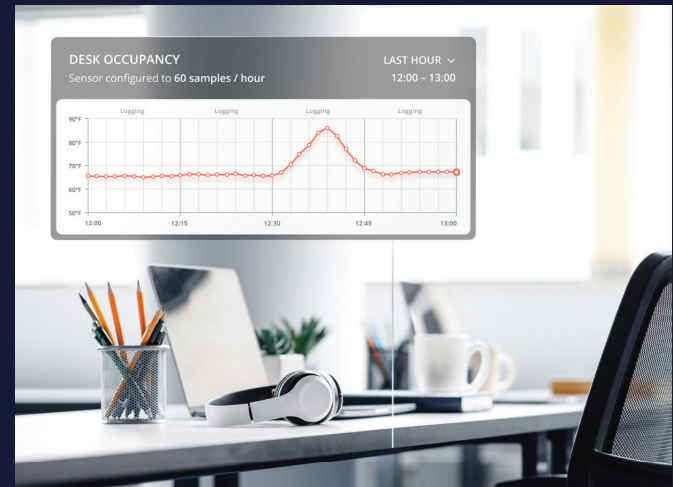 DESK OCCUPANCY
LAST HOUR
Sensor configured to 60 samples / hour
12:00 – 13:00
Logging Logging Logging Logging
90°F
80°F
70°F
60°F
50°F
12:00 12:15 12:30 12:45 13:00